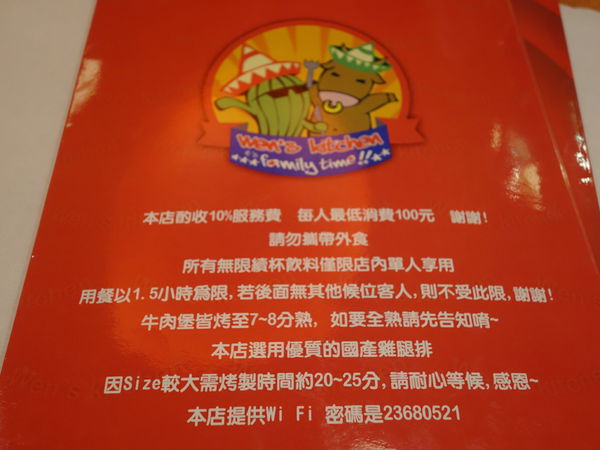 wen's kitchen
family time!!
本店酌收10%服務費 每人最低消費100元 謝謝!
請勿攜帶外食
所有無限續杯飲料僅限店內單人享用
用餐以1.5小時為限,若後面無其他候位客人,則不受此限,謝謝!
牛肉堡皆烤至7~8分熟, 如要全熟請先告知唷~
本店選用優質的國產雞腿排
因Size較大需烤製時間約20~25分,請耐心等候,感恩~
本店提供Wi Fi 密碼是23680521